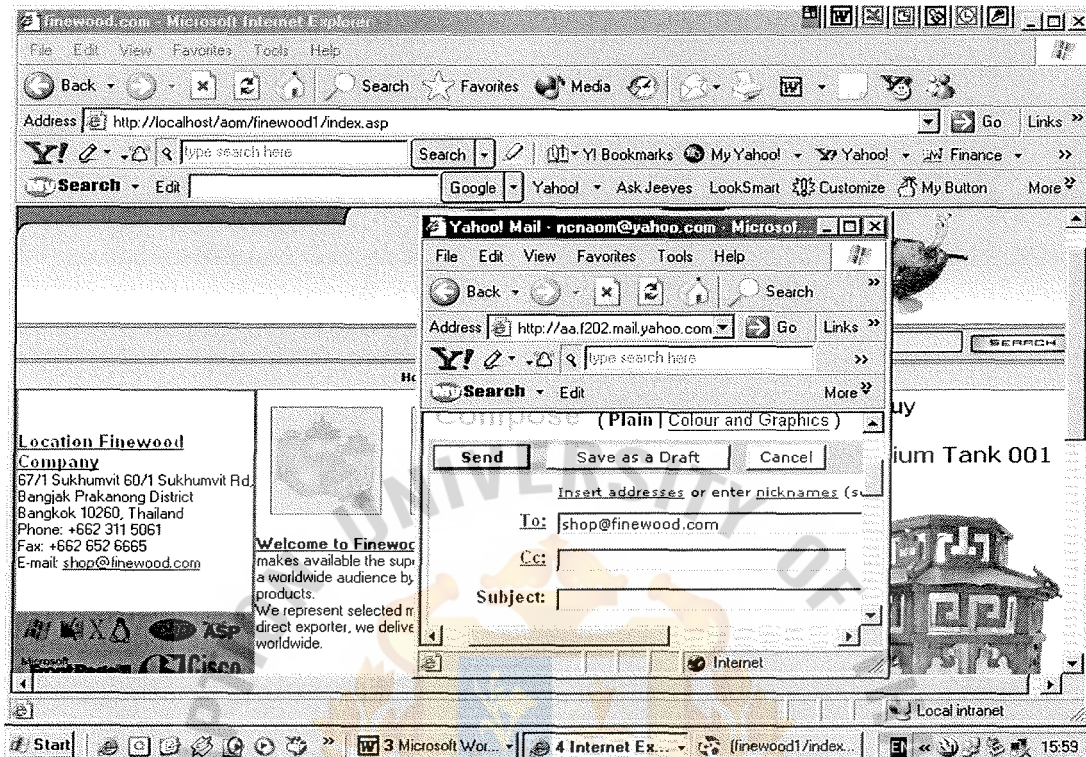 finewood.com - Microsoft Internet Explorer
File Edit View Favorites Tools Help
Back Search Favorites Media
Address http://localhost/aom/finewood1/index.asp Go Links »
Y! type search here Search Y! Bookmarks My Yahoo! Yahoo! Finance »
my Search Edit Google Yahoo! Ask Jeeves LookSmart Customize My Button More
Yahoo! Mail - ncnaom@yahoo.com - Microsof...
File Edit View Favorites Tools Help
Back Search »
Address http://aa.f202.mail.yahoo.com Go Links »
Y! type search here »
my Search Edit More
Compose ( Plain | Colour and Graphics )
Send Save as a Draft Cancel
Insert addresses or enter nicknames (s
To: shop@finewood.com
Cc:
Subject:
Internet
SEARCH
Ho
uy
ium Tank 001
Location Finewood
Company
67/1 Sukhumvit 60/1 Sukhumvit Rd,
Bangjak Prakanong District
Bangkok 10260, Thailand
Phone: +662 311 5061
Fax: +662 652 6665
E-mail: shop@finewood.com
Welcome to Finewoo
makes available the sup
a worldwide audience by
products.
We represent selected m
direct exporter, we delive
worldwide.
ASP
Microsoft
Cisco
UNIVERSITY OF
Local intranet
Start » 3 Microsoft Wor... 4 Internet Ex... (finewood1/index... EN « 15:59